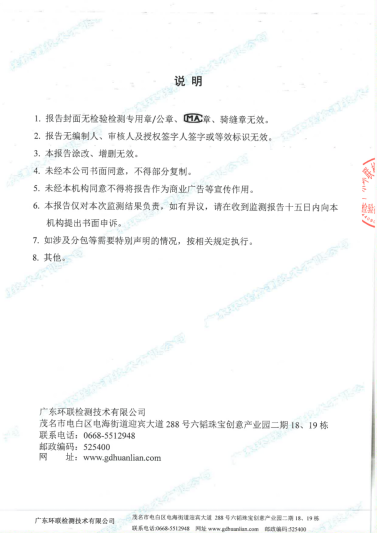 说 明
1. 报告封面无检验检测专用章/公章、MA章、骑缝章无效。
2. 报告无编制人、审核人及授权签字人签字或等效标识无效。
3. 本报告涂改、增删无效。
4. 未经本公司书面同意，不得部分复制。
5. 未经本机构同意不得将报告作为商业广告等宣传作用。
6. 本报告仅对本次监测结果负责，如有异议，请在收到监测报告十五日内向本
机构提出书面申诉。
7. 如涉及分包等需要特别声明的情况，按相关规定执行。
8. 其他。
广东环联检测技术有限公司
茂名市电白区电海街道迎宾大道 288 号六韬珠宝创意产业园二期 18、19 栋
联系电话：0668-5512948
邮政编码：525400
网 址：www.gdhuanlian.com
广东环联检测技术有限公司
茂名市电白区电海街道迎宾大道 288 号六韬珠宝创意产业园二期 18、19 栋
联系电话:0668-5512948 网址 www.gdhuanlian.com 邮政编码:525400